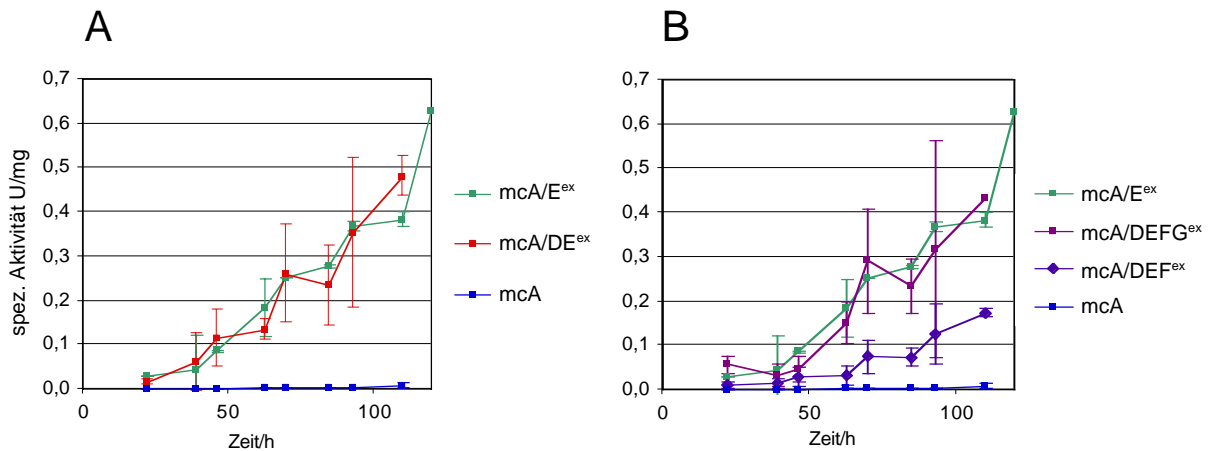 A
spez. Aktivität U/mg
0,7
0,6
0,5
0,4
0,3
0,2
0,1
0,0
0
50
100
Zeit/h
mcA/E^ex
mcA/DE^ex
mcA
B
0,7
0,6
0,5
0,4
0,3
0,2
0,1
0,0
0
50
100
Zeit/h
mcA/E^ex
mcA/DEFG^ex
mcA/DEF^ex
mcA